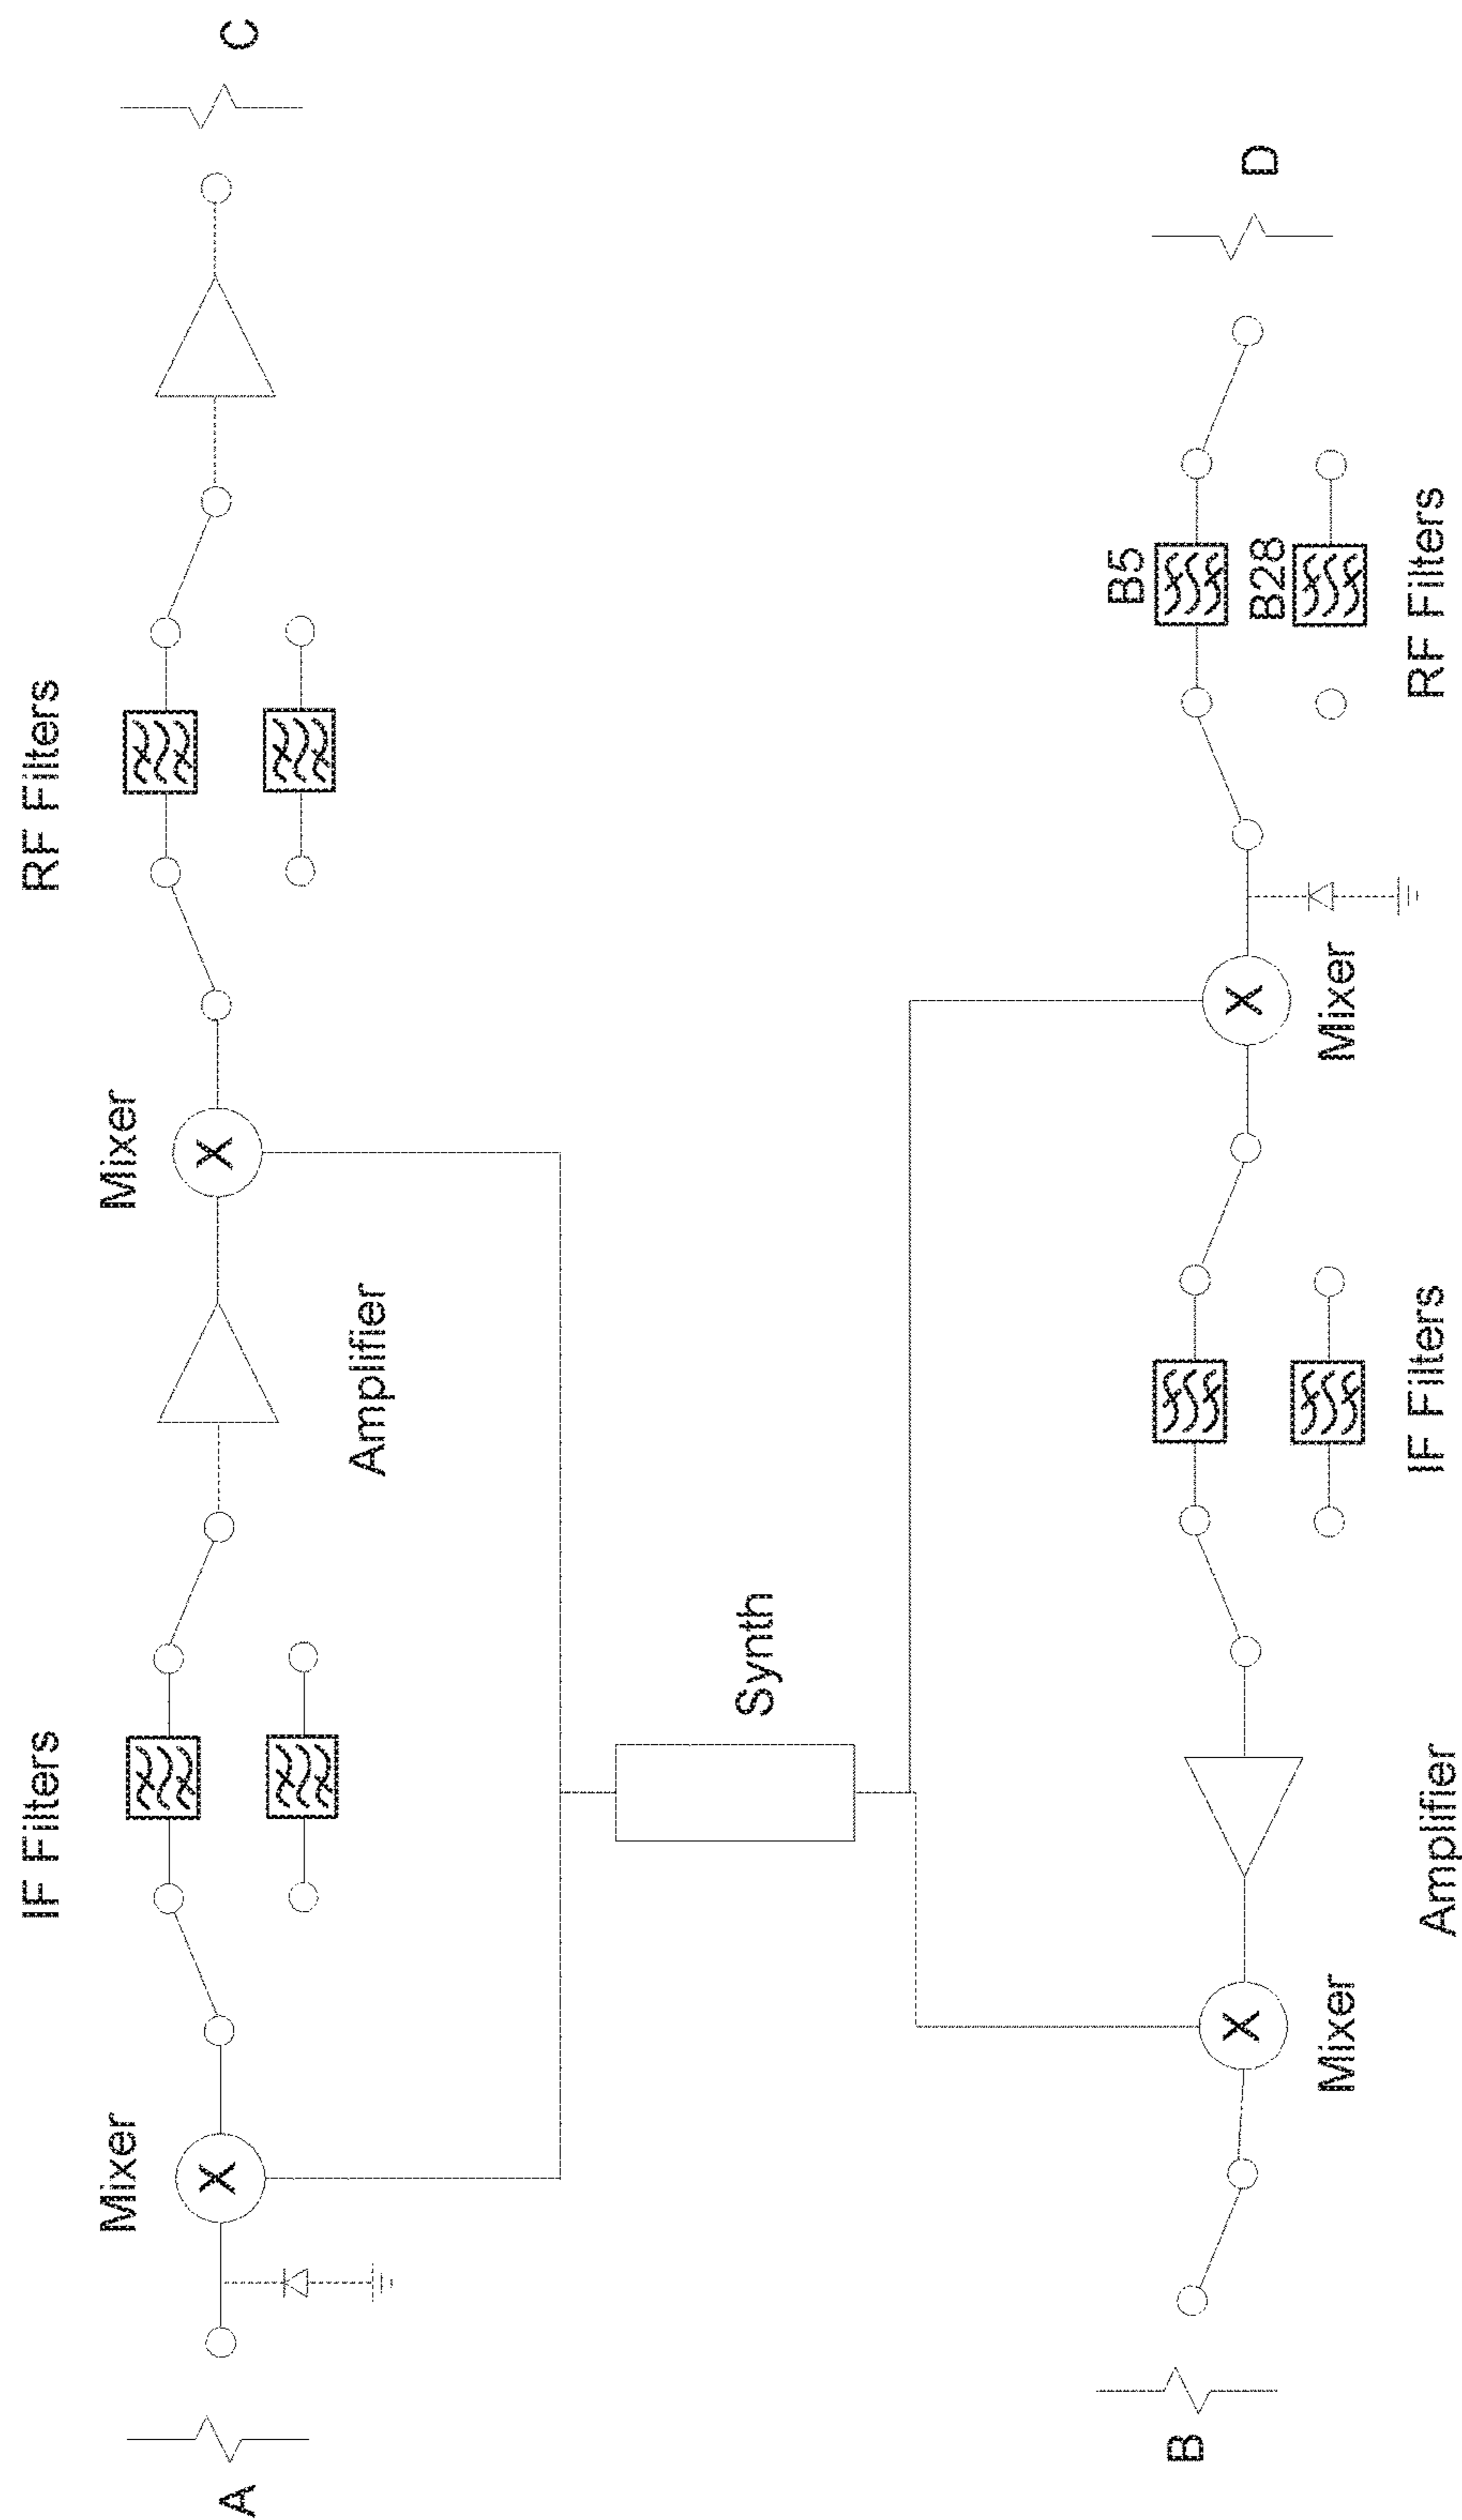 IF Filters
RF Filters
Mixer
Mixer
A
X
X
C
Amplifier
Synth
B5
B
X
X
D
B28
Mixer
Mixer
Amplifier
IF Filters
RF Filters